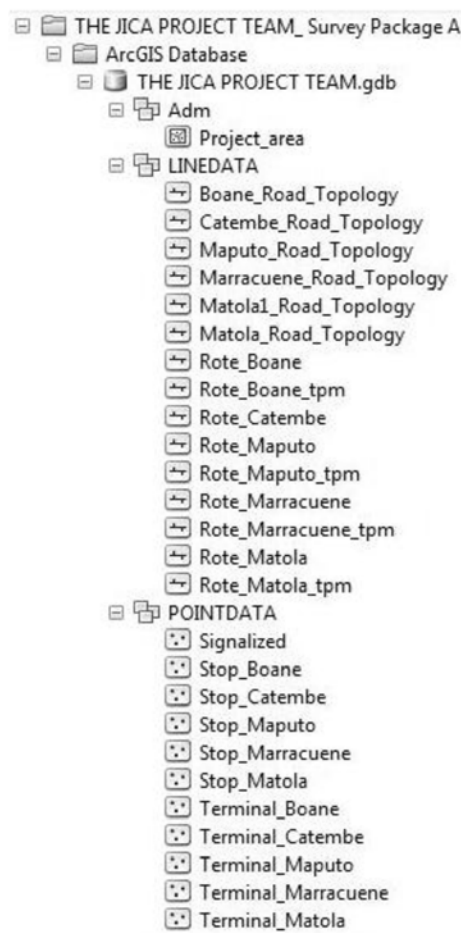 THE JICA PROJECT TEAM_ Survey Package A
ArcGIS Database
THE JICA PROJECT TEAM.gdb
Adm
Project_area
LINEDATA
Boane_Road_Topology
Catembe_Road_Topology
Maputo_Road_Topology
Marracuene_Road_Topology
Matola1_Road_Topology
Matola_Road_Topology
Rote_Boane
Rote_Boane_tpm
Rote_Catembe
Rote_Maputo
Rote_Maputo_tpm
Rote_Marracuene
Rote_Marracuene_tpm
Rote_Matola
Rote_Matola_tpm
POINTDATA
Signalized
Stop_Boane
Stop_Catembe
Stop_Maputo
Stop_Marracuene
Stop_Matola
Terminal_Boane
Terminal_Catembe
Terminal_Maputo
Terminal_Marracuene
Terminal_Matola